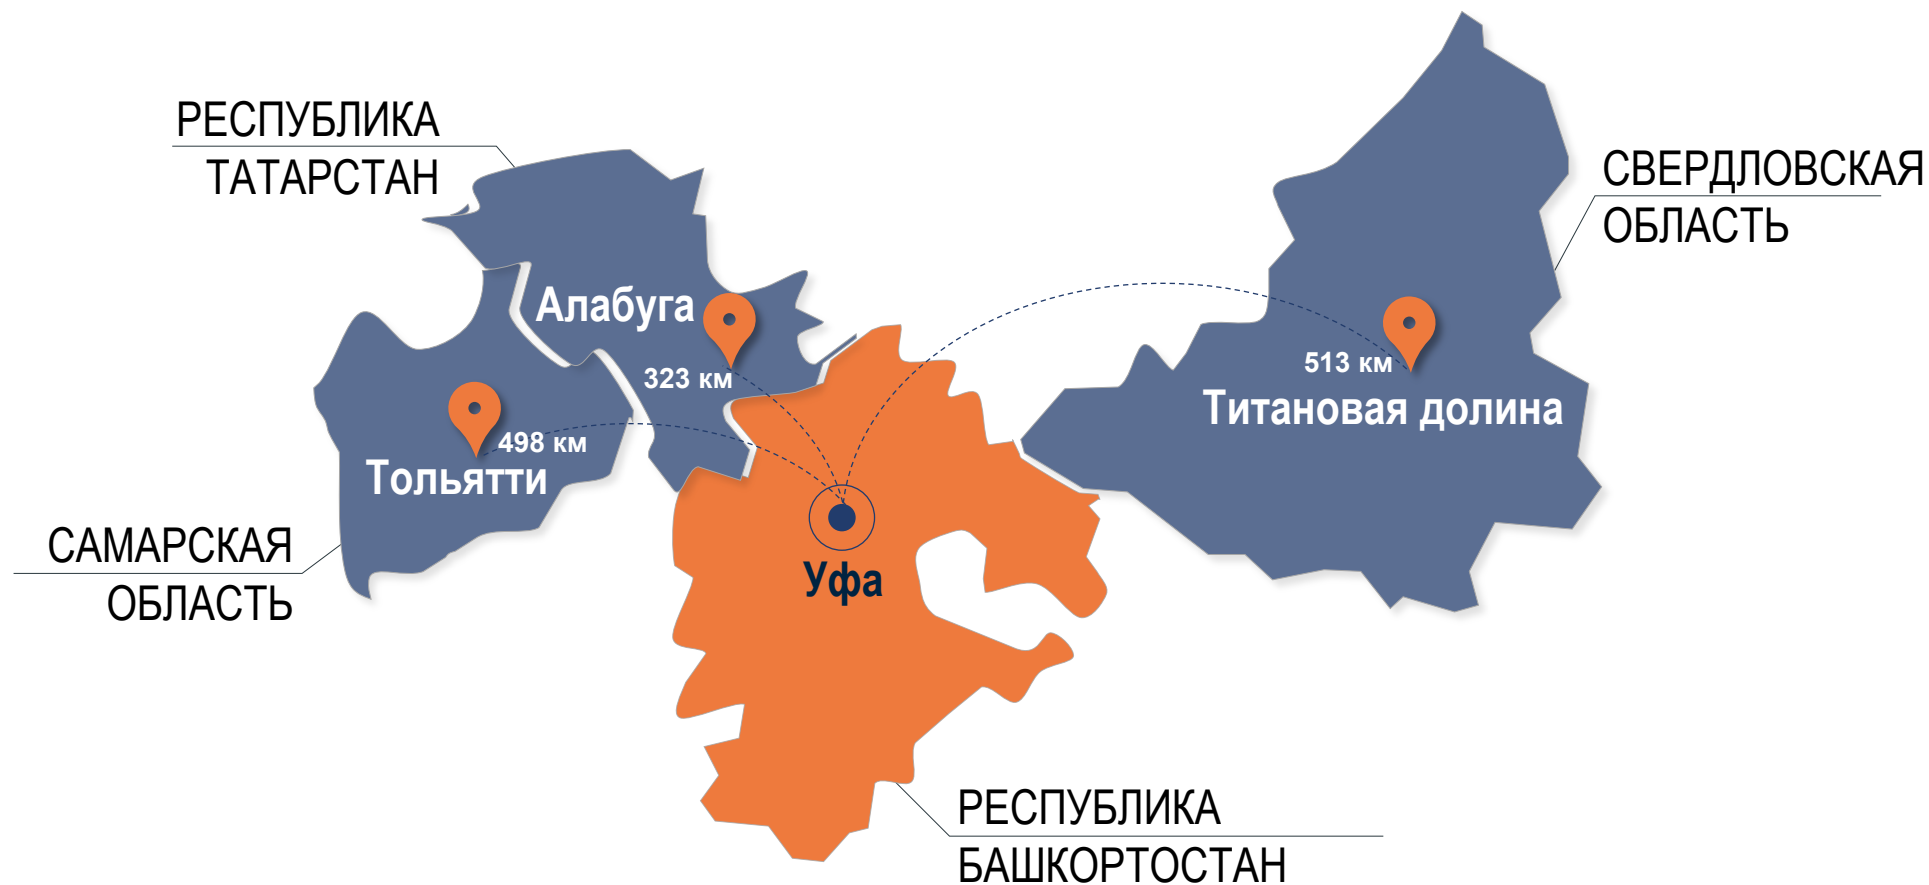 РЕСПУБЛИКА
ТАТАРСТАН
СВЕРДЛОВСКАЯ
ОБЛАСТЬ
Алабуга
323 км
513 км
Титановая долина
498 км
Тольятти
САМАРСКАЯ
ОБЛАСТЬ
Уфа
РЕСПУБЛИКА
БАШКОРТОСТАН